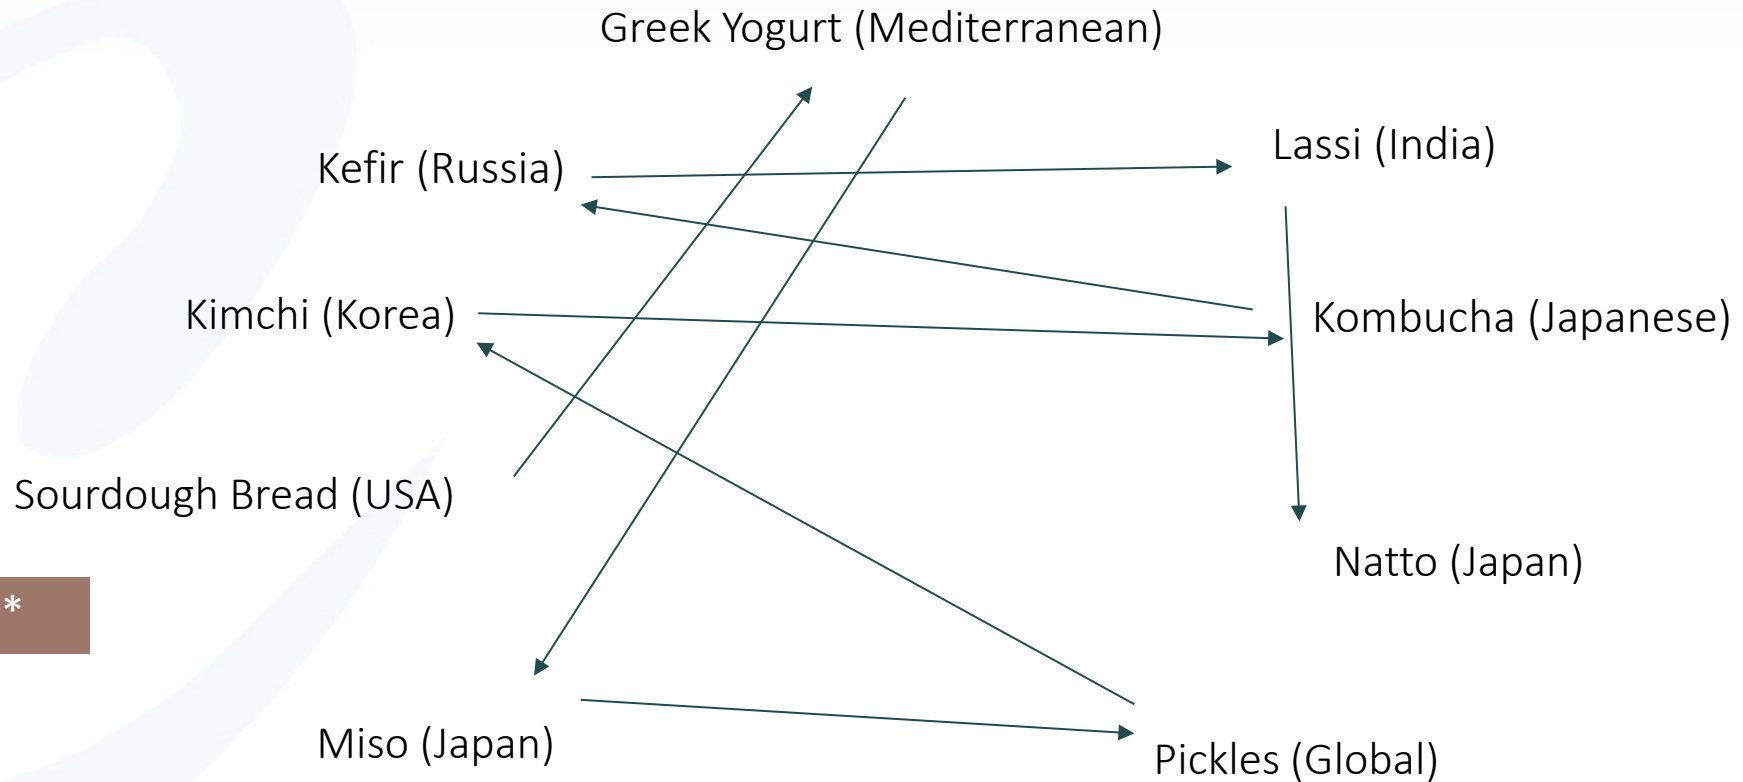 Greek Yogurt (Mediterranean)
Lassi (India)
Kefir (Russia)
Kimchi (Korea)
Kombucha (Japanese)
Sourdough Bread (USA)
Natto (Japan)
*
Miso (Japan)
Pickles (Global)